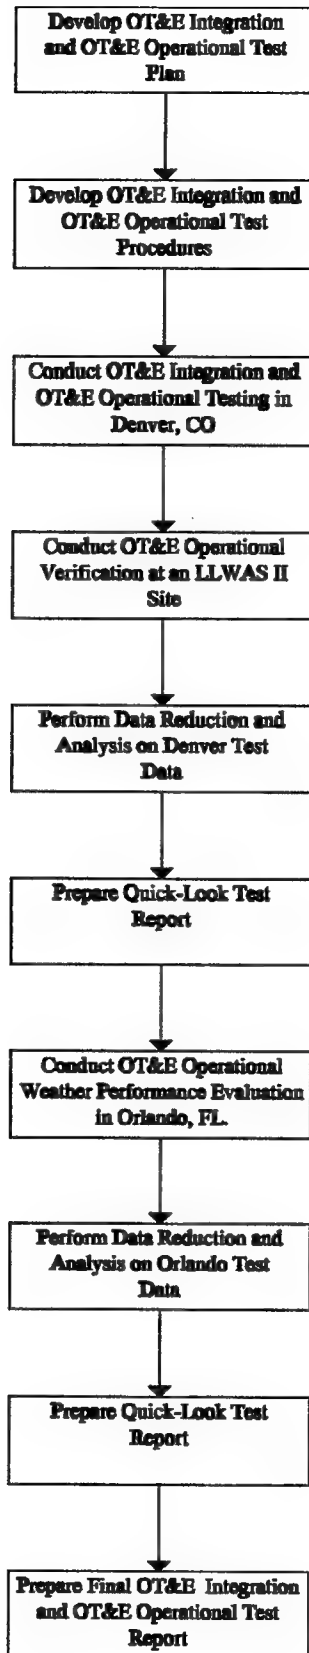 Develop OT&E Integration
and OT&E Operational Test
Plan
Develop OT&E Integration and
OT&E Operational Test
Procedures
Conduct OT&E Integration and
OT&E Operational Testing in
Denver, CO
Conduct OT&E Operational
Verification at an LLWAS II
Site
Perform Data Reduction and
Analysis on Denver Test
Data
Prepare Quick-Look Test
Report
Conduct OT&E Operational
Weather Performance Evaluation
in Orlando, FL.
Perform Data Reduction and
Analysis on Orlando Test
Data
Prepare Quick-Look Test
Report
Prepare Final OT&E Integration
and OT&E Operational Test
Report